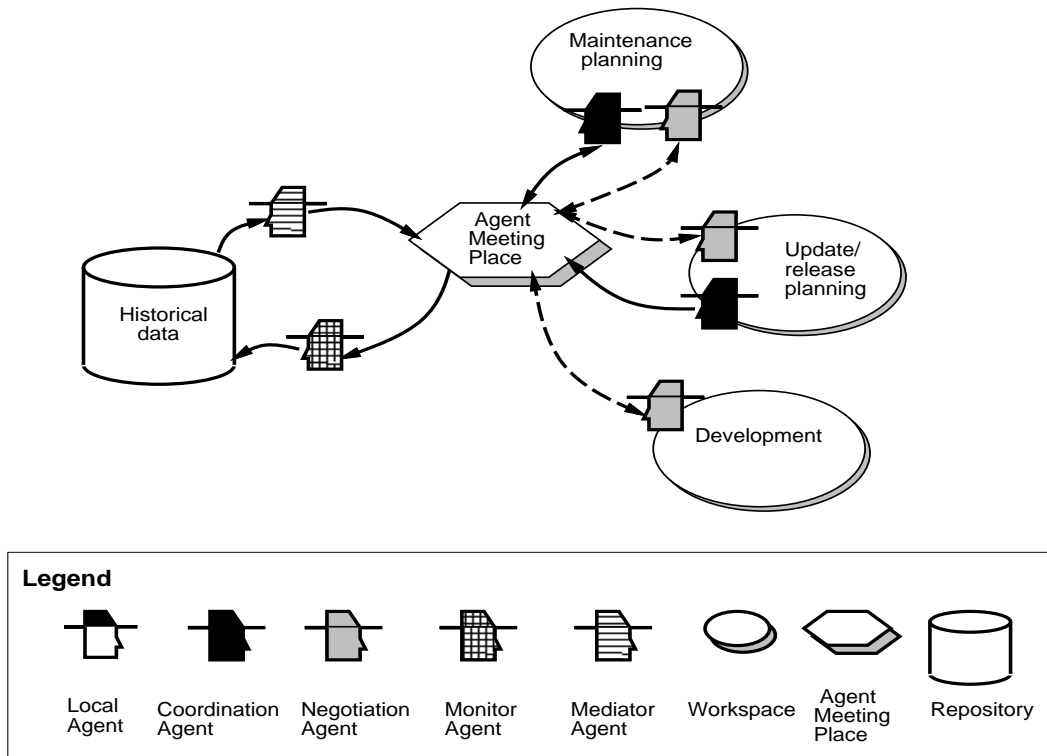 Maintenance
planning
Agent
Meeting
Place
Update/
release
planning
Historical
data
Development
Legend
Local
Agent
Coordination
Agent
Negotiation
Agent
Monitor
Agent
Mediator
Agent
Workspace
Agent
Meeting
Place
Repository